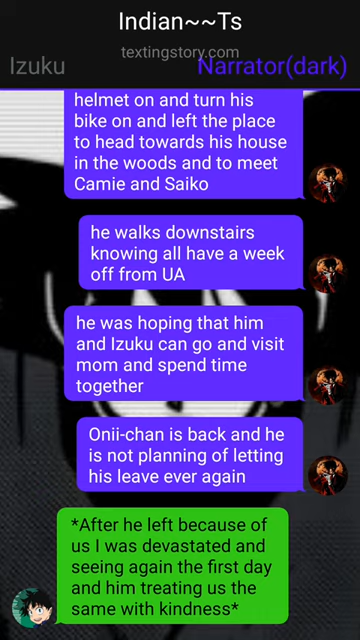 Indian~~Ts
textingstory.com
Izuku
Narrator(dark)
helmet on and turn his
bike on and left the place
to head towards his house
in the woods and to meet
Camie and Saiko
he walks downstairs
knowing all have a week
off from UA
he was hoping that him
and Izuku can go and visit
mom and spend time
together
Onii-chan is back and he
is not planning of letting
his leave ever again
*After he left because of
us I was devastated and
seeing again the first day
and him treating us the
same with kindness*